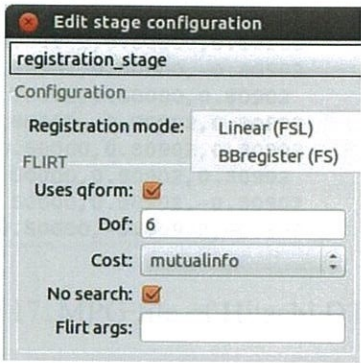 Edit stage configuration
registration_stage
Configuration
Registration mode: Linear (FSL)
BBregister (FS)
FLIRT
Uses qform:
Dof: 6
Cost: mutualinfo
No search:
Flirt args: